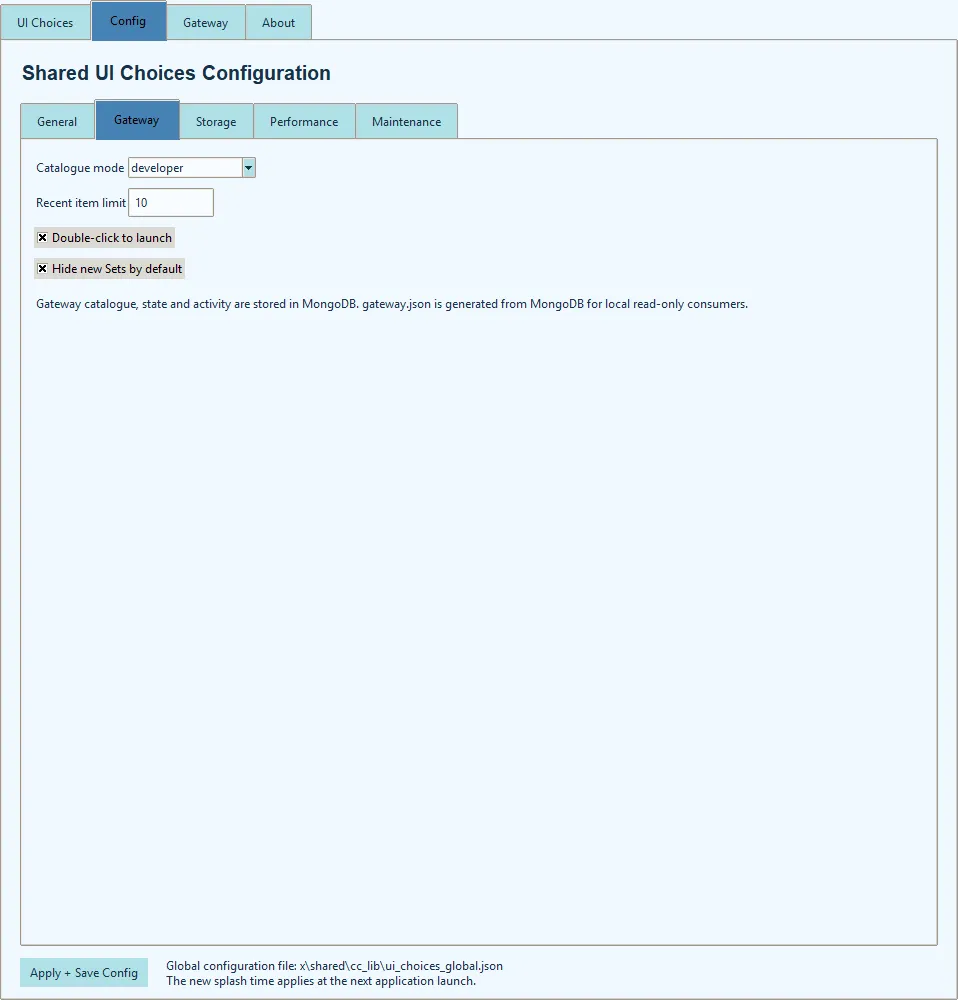 UI Choices Config Gateway About
Shared UI Choices Configuration
General Gateway Storage Performance Maintenance
Catalogue mode developer
Recent item limit 10
Double-click to launch
Hide new Sets by default
Gateway catalogue, state and activity are stored in MongoDB. gateway.json is generated from MongoDB for local read-only consumers.
Apply + Save Config
Global configuration file: x\shared\cc_lib\ui_choices_global.json
The new splash time applies at the next application launch.